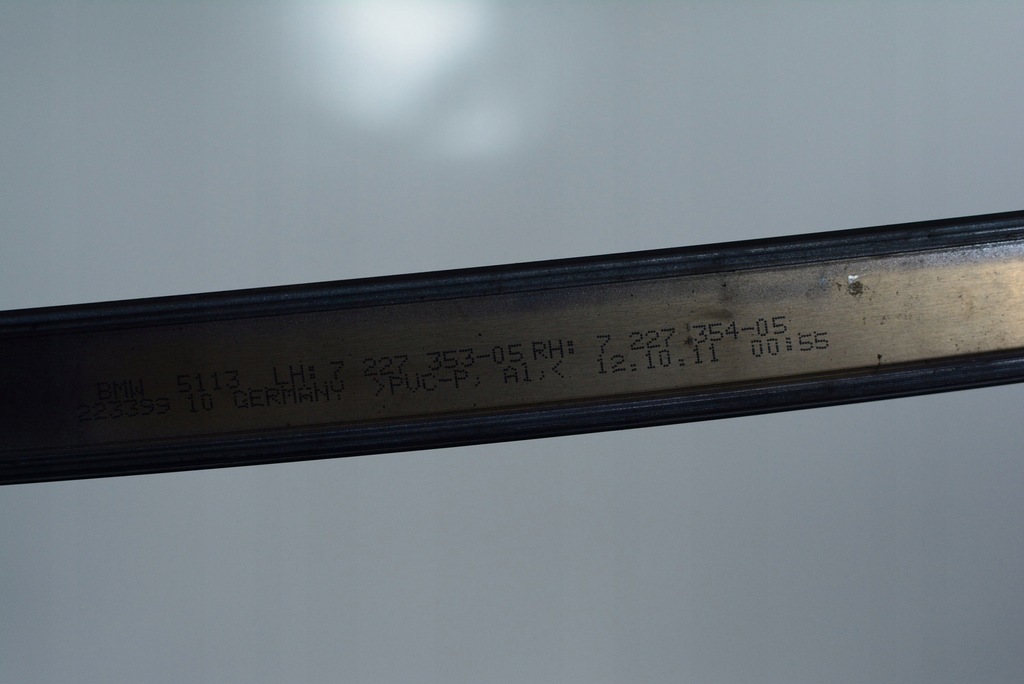 BMW 5113 LH: 7 227 353-05 RH: 7 227 354-05
223399 10 GERMANY >PVC-P, Al,< 12.10.11 00:55